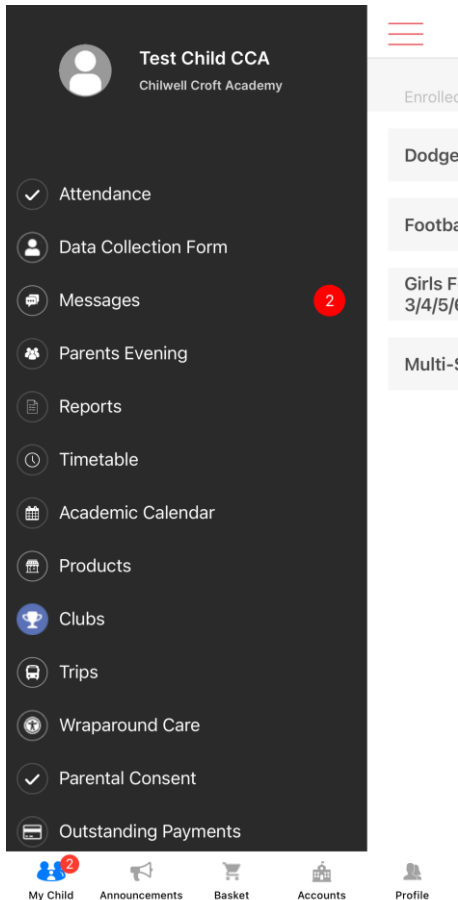 Test Child CCA
Chilwell Croft Academy
Attendance
Data Collection Form
Messages
2
Parents Evening
Reports
Timetable
Academic Calendar
Products
Clubs
Trips
Wraparound Care
Parental Consent
Outstanding Payments
Enrolled
Dodge
Footba
Girls F
3/4/5/6
Multi-S
2
My Child
Announcements
Basket
Accounts
Profile